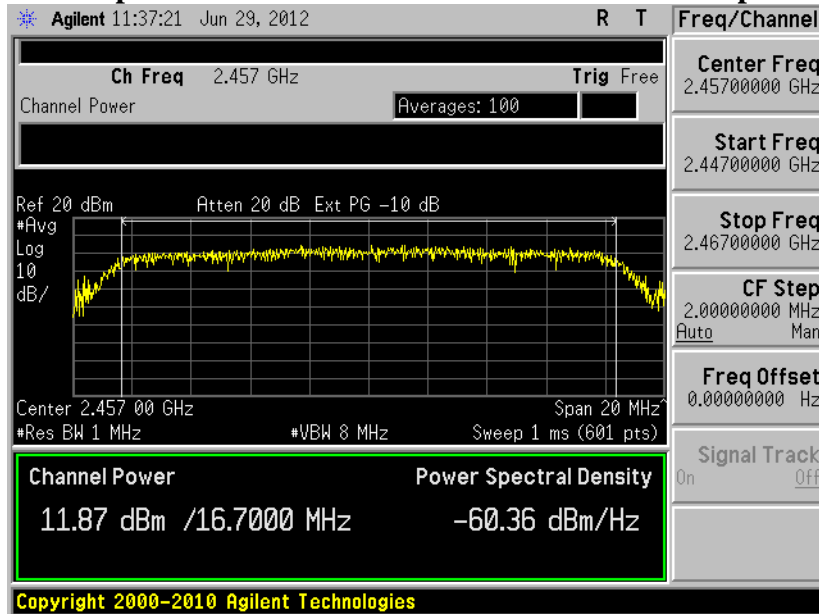 Agilent 11:37:21 Jun 29, 2012 R T
Freq/Channel
Ch Freq 2.457 GHz Trig Free
Channel Power Averages: 100
Center Freq
2.45700000 GHz
Start Freq
2.44700000 GHz
Stop Freq
2.46700000 GHz
CF Step
2.00000000 MHz
Auto Man
Freq Offset
0.00000000 Hz
Signal Track
On Off
Ref 20 dBm Atten 20 dB Ext PG -10 dB
#Avg
Log
10
dB/
Center 2.457 00 GHz Span 20 MHz^
#Res BW 1 MHz #VBW 8 MHz Sweep 1 ms (601 pts)
Channel Power Power Spectral Density
11.87 dBm /16.7000 MHz -60.36 dBm/Hz
Copyright 2000-2010 Agilent Technologies